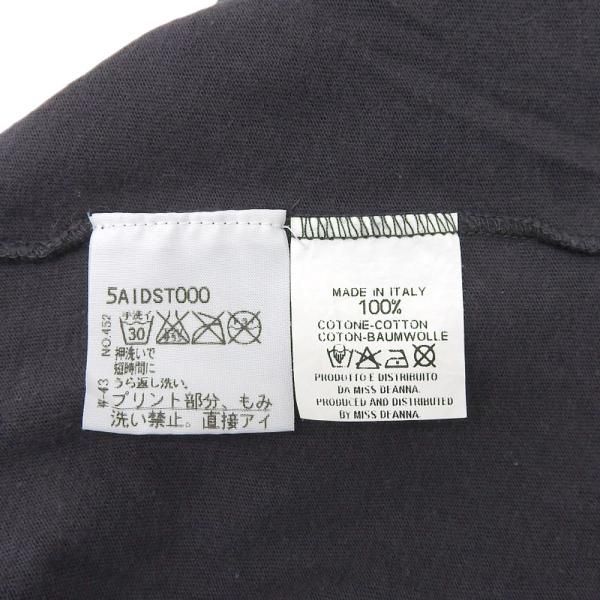 5AIDST000
手洗イ
30
NO.452
押洗いで
短時間に
うら返し洗い。
プリント部分、もみ
洗い禁止。直接アイ
MADE IN ITALY
100%
COTONE-COTTON
COTON-BAUMWOLLE
PRODOTTO E DISTRIBUITO
DA MISS DEANNA.
PRODUCED AND DISTRIBUTED
BY MISS DEANNA.